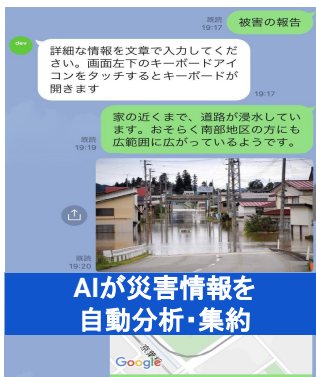 被害の報告
既読
19:17
dev
詳細な情報を文章で入力してくだ
さい。画面左下のキーボードアイ
コンをタッチするとキーボードが
開きます
19:17
家の近くまで、道路が浸水してい
ます。おそらく南部地区の方にも
広範囲に広がっているようです。
既読
19:19
既読
19:20
AIが災害情報を
自動分析・集約
Google